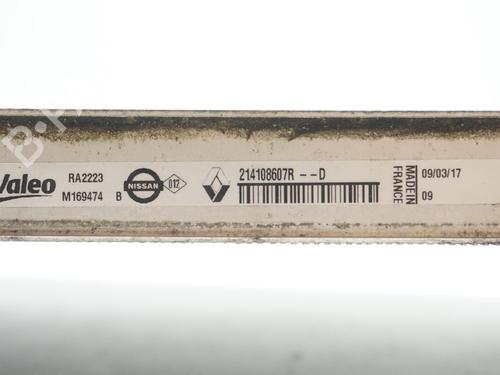 Valeo
RA2223
M169474 B
NISSAN
012
214108607R --D
MADE IN
FRANCE
09/03/17
09